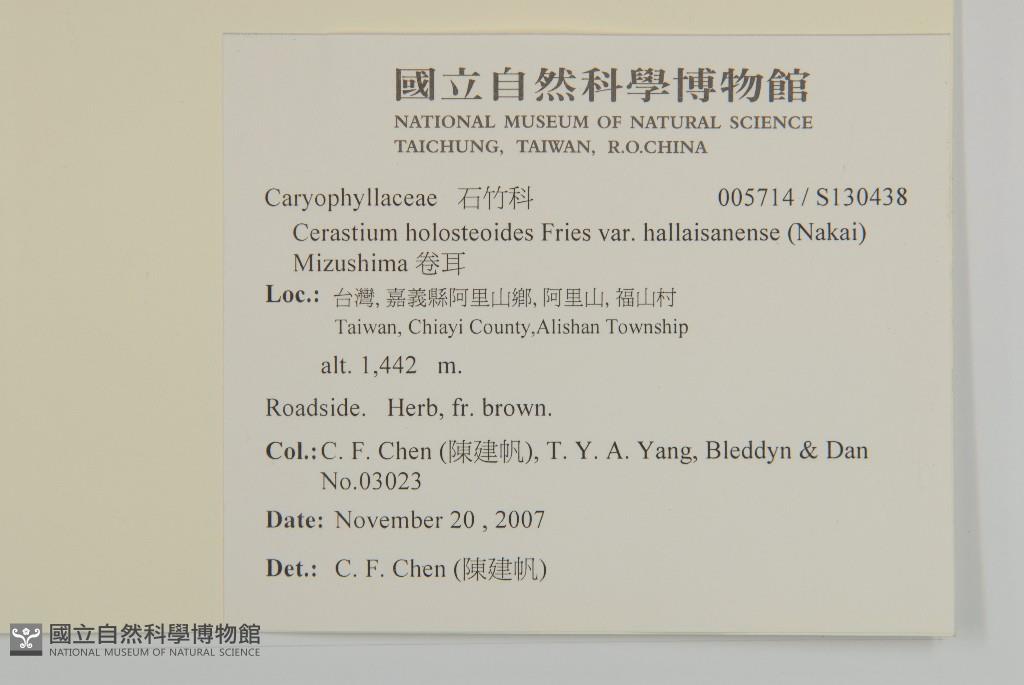 國立自然科學博物館
NATIONAL MUSEUM OF NATURAL SCIENCE
TAICHUNG, TAIWAN, R.O.CHINA
Caryophyllaceae 石竹科 005714 / S130438
Cerastium holosteoides Fries var. hallaisanense (Nakai)
Mizushima 卷耳
Loc.: 台灣, 嘉義縣阿里山鄉, 阿里山, 福山村
Taiwan, Chiayi County,Alishan Township
alt. 1,442 m.
Roadside. Herb, fr. brown.
Col.: C. F. Chen (陳建帆), T. Y. A. Yang, Bleddyn & Dan
No.03023
Date: November 20 , 2007
Det.: C. F. Chen (陳建帆)
國立自然科學博物館
NATIONAL MUSEUM OF NATURAL SCIENCE